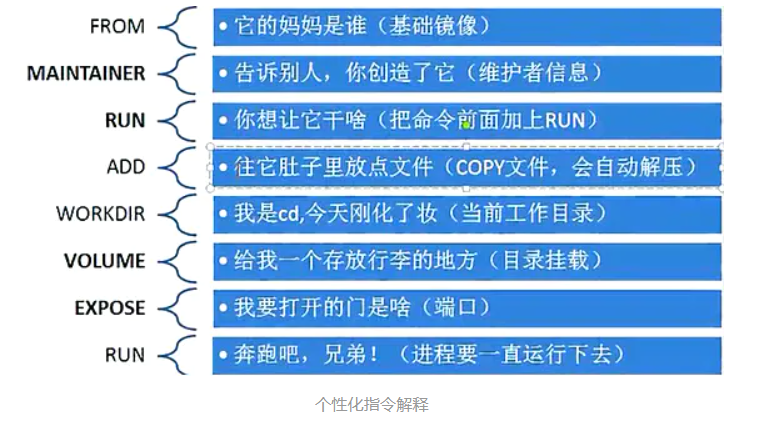 FROM
• 它的妈妈是谁（基础镜像）
MAINTAINER
• 告诉别人，你创造了它（维护者信息）
RUN
• 你想让它干啥（把命令前面加上RUN）
ADD
• 往它肚子里放点文件（COPY文件，会自动解压）
WORKDIR
• 我是cd,今天刚化了妆（当前工作目录）
VOLUME
• 给我一个存放行李的地方（目录挂载）
EXPOSE
• 我要打开的门是啥（端口）
RUN
• 奔跑吧，兄弟！（进程要一直运行下去）
个性化指令解释